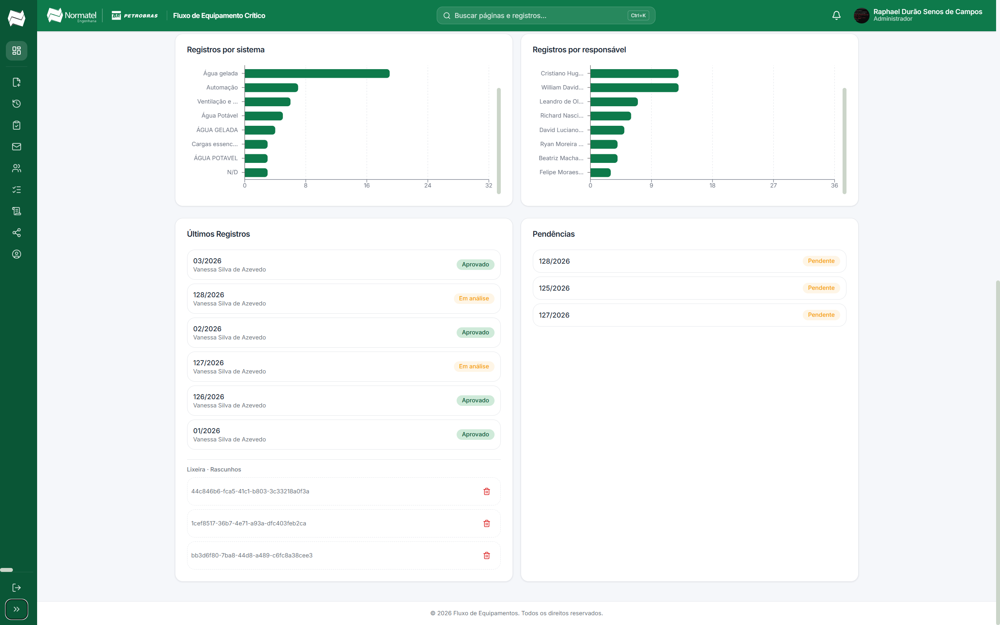 Normatel
Engenharia
BR PETROBRAS
Fluxo de Equipamento Crítico
Buscar páginas e registros...
Ctrl+K
Raphael Durão Senos de Campos
Administrador
Registros por sistema
Água gelada
Automação
Ventilação e ...
Água Potável
ÁGUA GELADA
Cargas essenc...
ÁGUA POTAVEL
N/D
0 8 16 24 32
Registros por responsável
Cristiano Hug...
William David...
Leandro de Ol...
Richard Nasci...
David Luciano...
Ryan Moreira ...
Beatriz Macha...
Felipe Moraes...
0 9 18 27 36
Últimos Registros
03/2026
Vanessa Silva de Azevedo
Aprovado
128/2026
Vanessa Silva de Azevedo
Em análise
02/2026
Vanessa Silva de Azevedo
Aprovado
127/2026
Vanessa Silva de Azevedo
Em análise
126/2026
Vanessa Silva de Azevedo
Aprovado
01/2026
Vanessa Silva de Azevedo
Aprovado
Lixeira · Rascunhos
44c846b6-fca5-41c1-b803-3c33218a0f3a
1cef8517-36b7-4e71-a93a-dfc403feb2ca
bb3d6f80-7ba8-44d8-a489-c6fc8a38cee3
Pendências
128/2026
Pendente
125/2026
Pendente
127/2026
Pendente
© 2026 Fluxo de Equipamentos. Todos os direitos reservados.